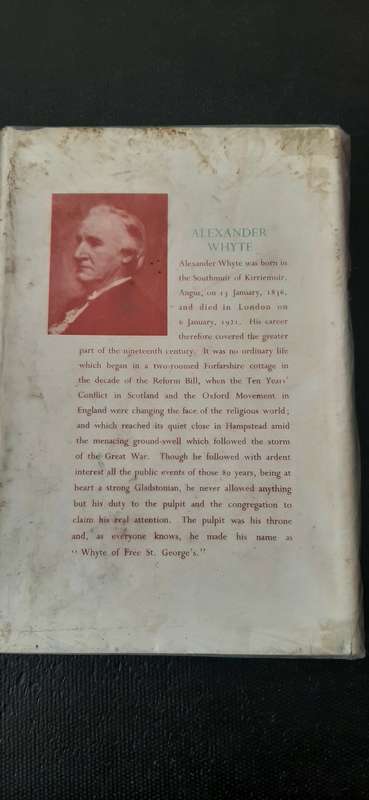 ALEXANDER
WHYTE
Alexander Whyte was born in
the Southmuir of Kirriemuir,
Angus, on 13 January, 1836,
and died in London on
6 January, 1921. His career
therefore covered the greater
part of the nineteenth century. It was no ordinary life
which began in a two-roomed Forfarshire cottage in
the decade of the Reform Bill, when the Ten Years'
Conflict in Scotland and the Oxford Movement in
England were changing the face of the religious world;
and which reached its quiet close in Hampstead amid
the menacing ground-swell which followed the storm
of the Great War. Though he followed with ardent
interest all the public events of those 80 years, being at
heart a strong Gladstonian, he never allowed anything
but his duty to the pulpit and the congregation to
claim his real attention. The pulpit was his throne
and, as everyone knows, he made his name as
“ Whyte of Free St. George's.”